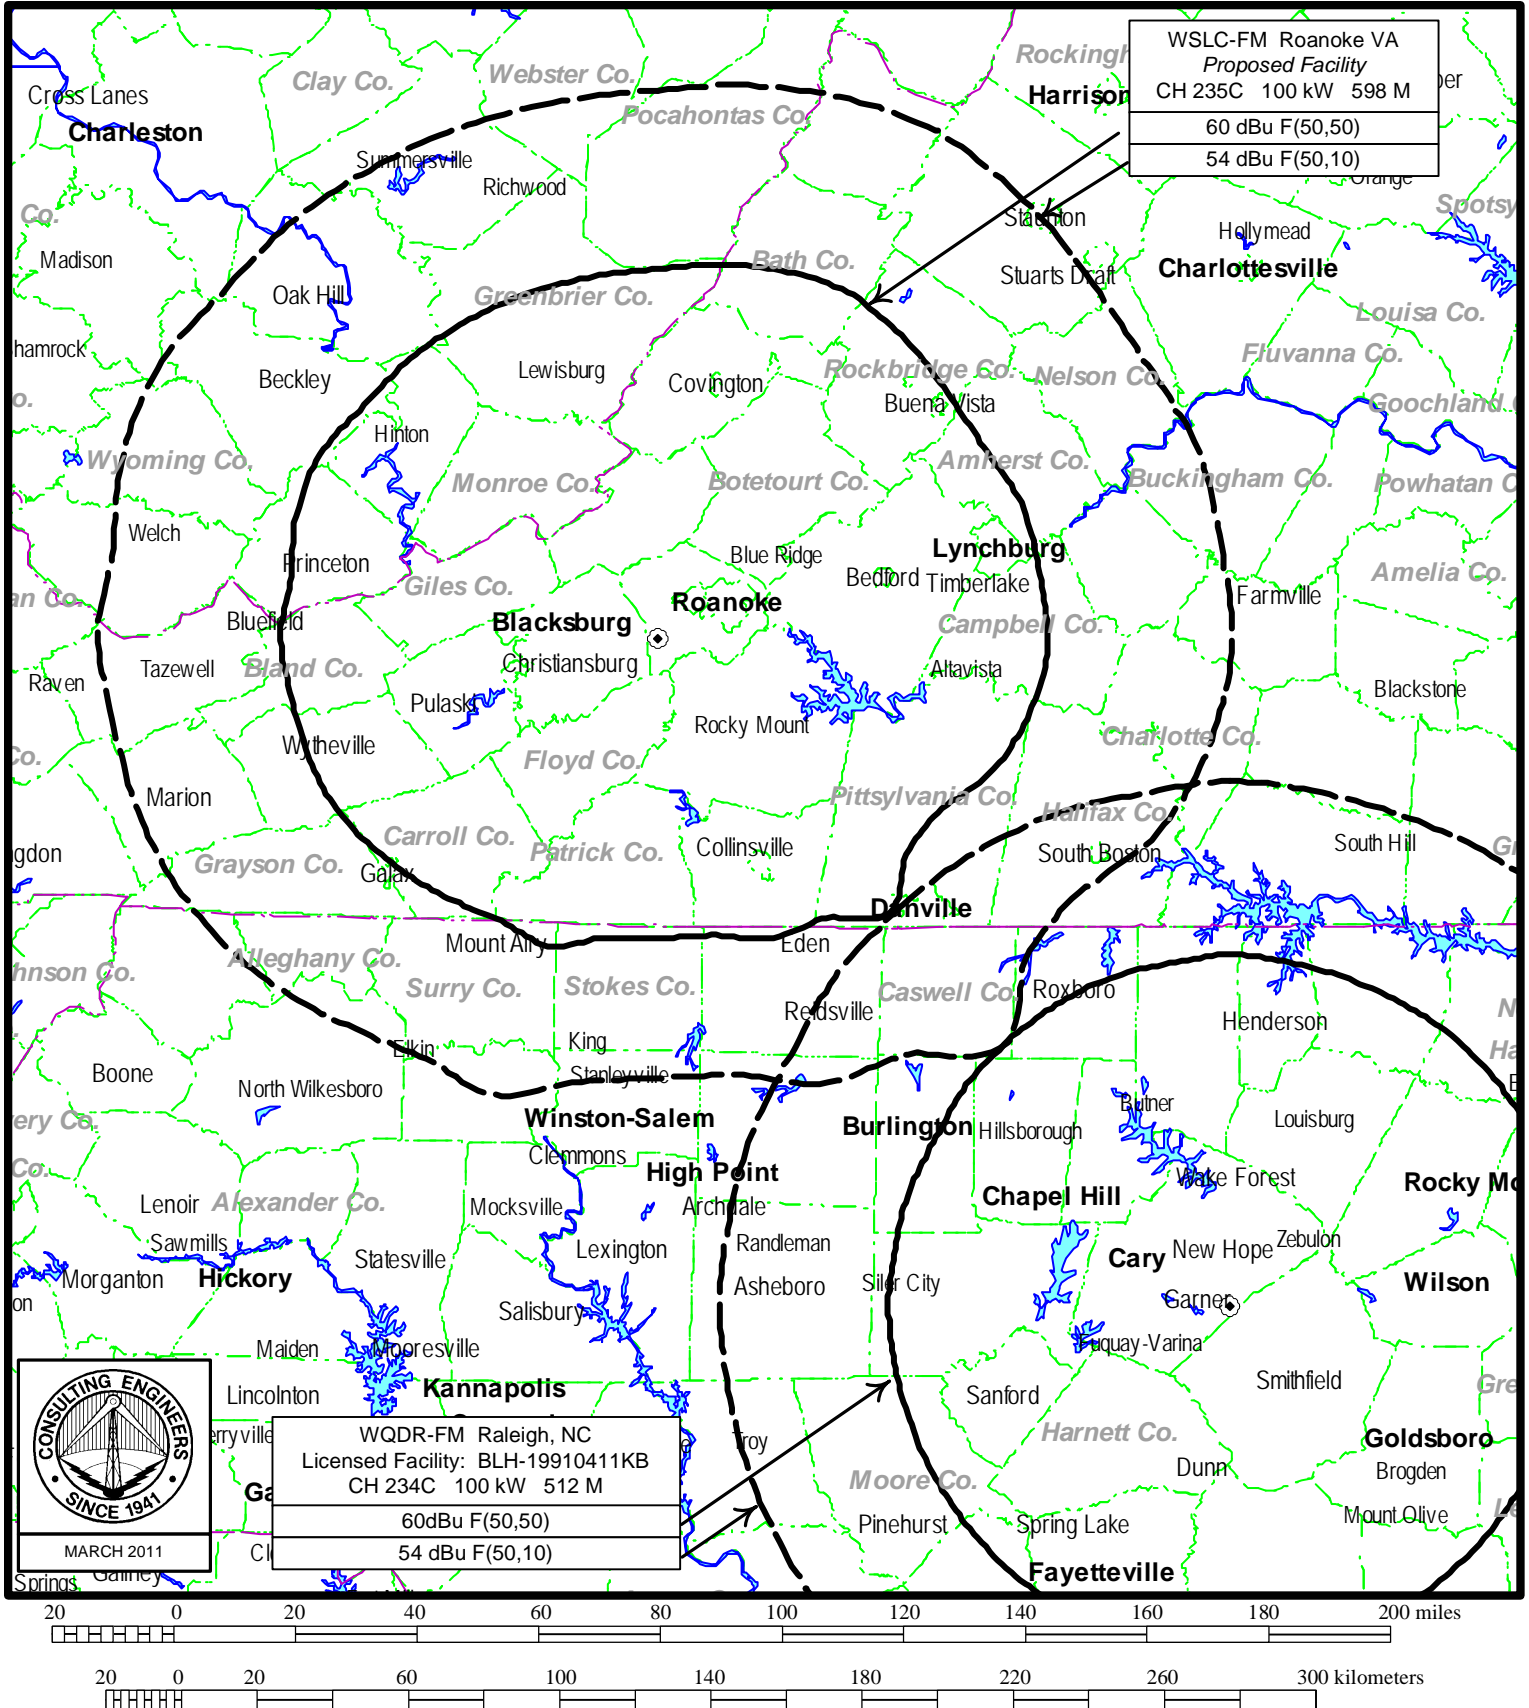 WSLC-FM Roanoke VA
Proposed Facility
CH 235C 100 kW 598 M
60 dBu F(50,50)
54 dBu F(50,10)
Clay Co.
Webster Co.
Cross Lanes
Charleston
Pocahontas Co.
Summersville
Richwood
Co.
Staunton
Hollymead
Madison
Bath Co.
Stuarts Draft
Charlottesville
Oak Hill
Greenbrier Co.
Louisa Co.
Fluvanna Co.
Lewisburg
Covington
Rockbridge Co.
Nelson Co.
Beckley
Buena Vista
Hinton
Wyoming Co.
Monroe Co.
Botetourt Co.
Amherst Co.
Buckingham Co.
Welch
Princeton
Blue Ridge
Lynchburg
Giles Co.
Bedford
Timberlake
Amelia Co.
Farmville
Roanoke
Bluefield
Blacksburg
Campbell Co.
Christiansburg
Tazewell
Bland Co.
Altavista
Raven
Blackstone
Pulaski
Rocky Mount
Wytheville
Charlotte Co.
Co.
Floyd Co.
Marion
Pittsylvania Co.
Halifax Co.
Carroll Co.
Patrick Co.
Collinsville
South Boston
South Hill
Grayson Co.
Galax
Danville
Mount Airy
Eden
Alleghany Co.
Surry Co.
Stokes Co.
Caswell Co.
Roxboro
Reidsville
Henderson
Elkin
King
Boone
North Wilkesboro
Stanleyville
Butner
Winston-Salem
Burlington
Hillsborough
Louisburg
Clemmons
High Point
Co.
Wake Forest
Lenoir
Alexander Co.
Mocksville
Archdale
Chapel Hill
Sawmills
Statesville
Lexington
Randleman
Cary
New Hope
Zebulon
Morganton
Hickory
Asheboro
Siler City
Wilson
Salisbury
Garner
Maiden
Mooresville
Fuquay-Varina
Kannapolis
Lincolnton
Sanford
Smithfield
Harnett Co.
Goldsboro
Troy
Moore Co.
Dunn
Brogden
Pinehurst
Spring Lake
Mount Olive
Fayetteville
Springs
WQDR-FM Raleigh, NC
Licensed Facility: BLH-19910411KB
CH 234C 100 kW 512 M
60dBu F(50,50)
54 dBu F(50,10)
CONSULTING ENGINEERS
SINCE 1941
MARCH 2011
20 0 20 40 60 80 100 120 140 160 180 200 miles
20 0 20 60 100 140 180 220 260 300 kilometers